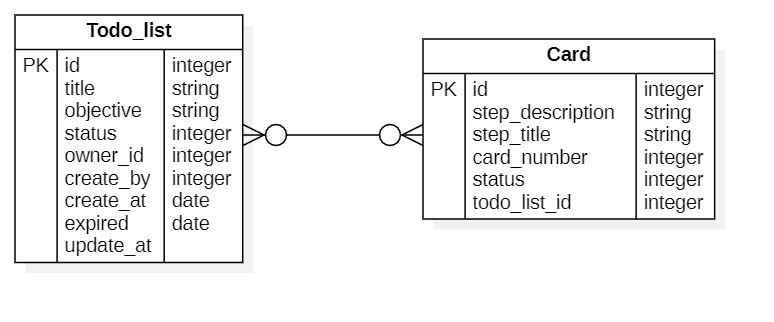 Todo_list
PK id integer
title string
objective string
status integer
owner_id integer
create_by integer
create_at date
expired date
update_at
Card
PK id integer
step_description string
step_title string
card_number integer
status integer
todo_list_id integer